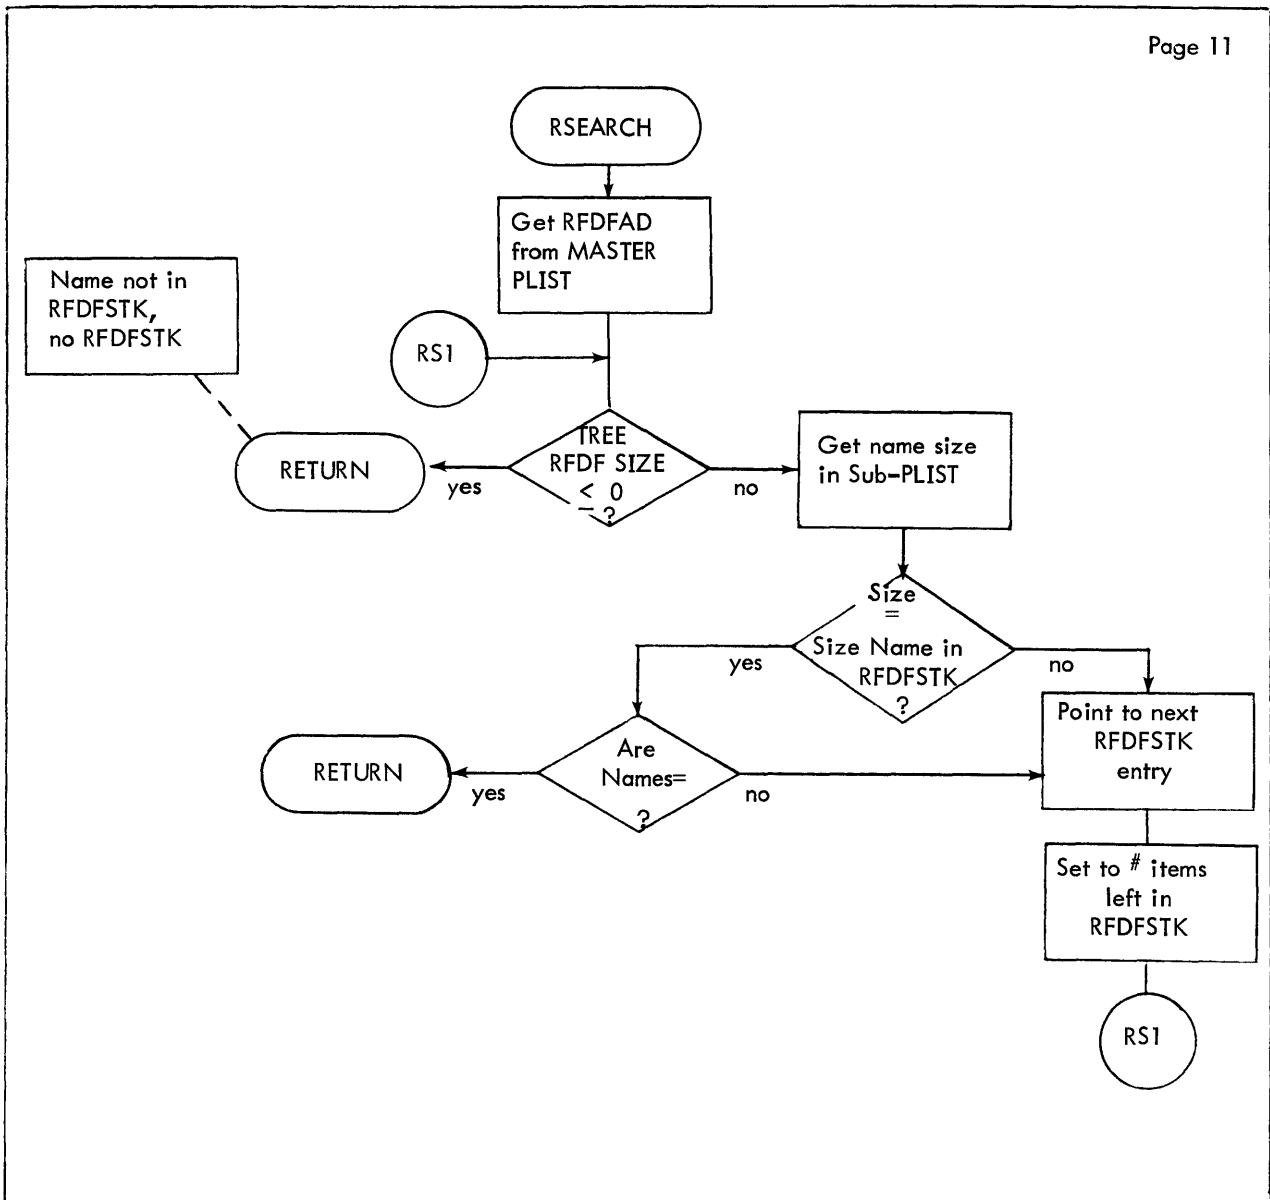 Page 11
RSEARCH
Get RFDFAD
from MASTER
PLIST
Name not in
RFDFSTK,
no RFDFSTK
RS1
TREE
RFDF SIZE
≤ 0
?
RETURN
yes
no
Get name size
in Sub-PLIST
Size
=
Size Name in
RFDFSTK
?
yes
no
Point to next
RFDFSTK
entry
Are
Names=
?
RETURN
yes
no
Set to # items
left in
RFDFSTK
RS1